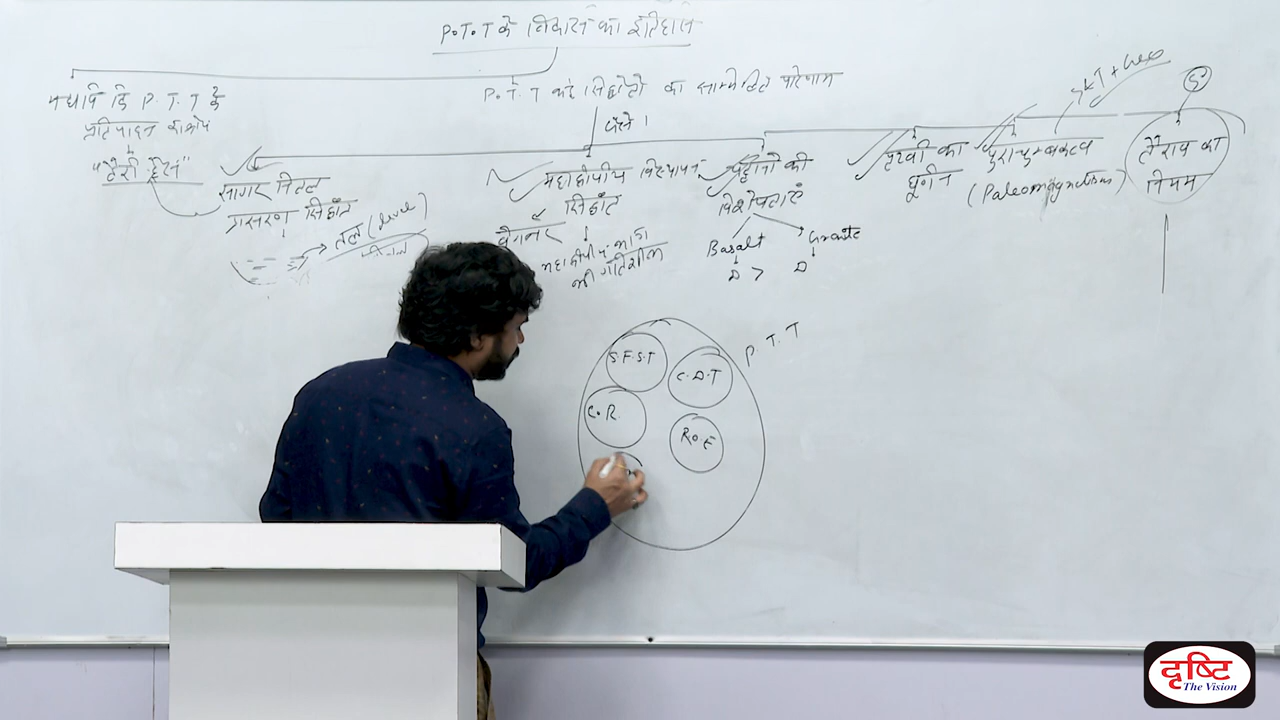 P.T.T के विकास का इतिहास
यद्यपि कि P.T.T के
प्रतिपादन का श्रेय
"हैरी हेस"
P.T.T कई सिद्धांतों का सम्मिलित परिणाम
जैसे।
सागर नितल
प्रसरण सिद्धांत
तल (level)
महाद्वीपीय विस्थापन
सिद्धांत
वेगनर
महाद्वीपीय भाग
की गतिशील
चट्टानों की
विशेषताएं
Basalt
Granite
D > D
पृथ्वी का
घूर्णन
पुराचुम्बकत्व
(Paleomagnetism)
का
नियम
P.T.T
S.F.S.T
C.D.T
C.R.
R.O.E
दृष्टि
The Vision